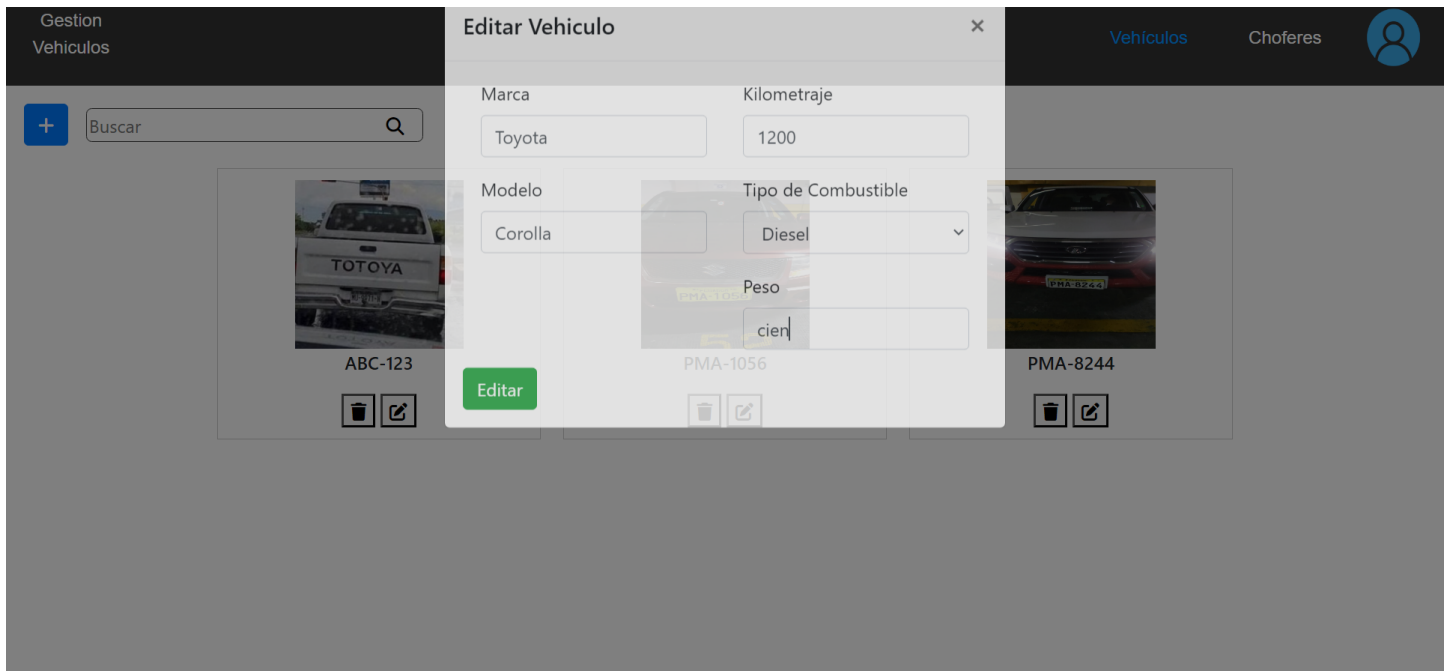 Gestion
Vehiculos
Editar Vehiculo
×
Vehículos
Choferes
+
Buscar
Marca
Kilometraje
Toyota
1200
Modelo
Tipo de Combustible
Corolla
Diesel
Peso
cien
Editar
TOTOYA
PMA-1056
PMA-8244
ABC-123
PMA-1056
PMA-8244